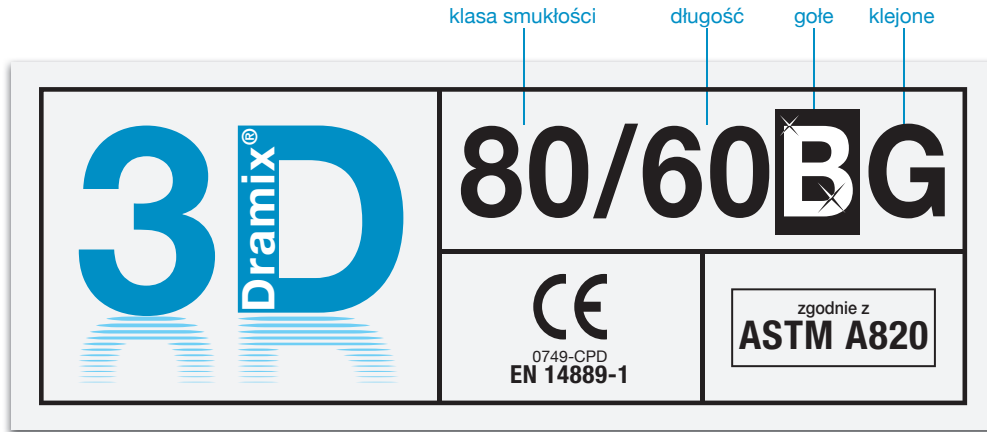 klasa smukłości długość gołe klejone
3D Dramix®
80/60BG
CE
0749-CPD
EN 14889-1
zgodnie z
ASTM A820